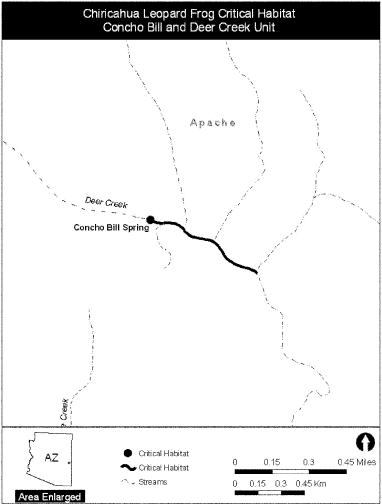 Chiricahua Leopard Frog Critical Habitat
Concho Bill and Deer Creek Unit
Apache
Deer Creek
Concho Bill Spring
Creek
AZ
Area Enlarged
Critical Habitat
Critical Habitat
Streams
0 0.15 0.3 0.45 Miles
0 0.15 0.3 0.45 Km